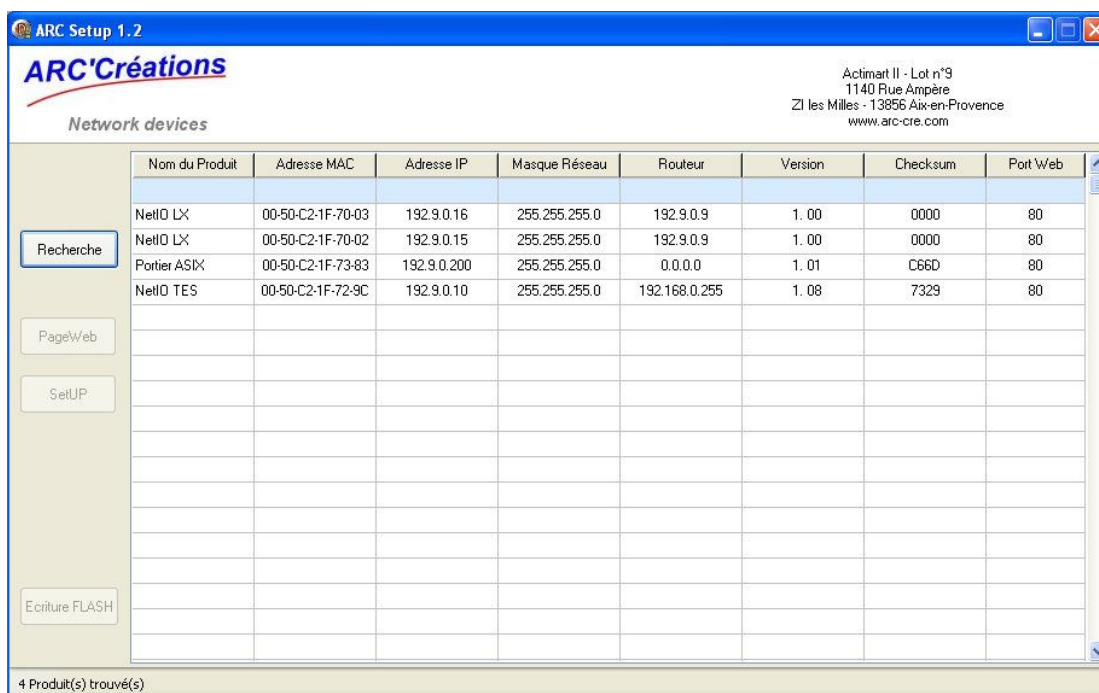 ARC Setup 1.2
ARC'Créations
Network devices
Actimart II - Lot n°9
1140 Rue Ampère
ZI les Milles - 13856 Aix-en-Provence
www.arc-cre.com
Nom du Produit Adresse MAC Adresse IP Masque Réseau Routeur Version Checksum Port Web
NetIO LX 00-50-C2-1F-70-03 192.9.0.16 255.255.255.0 192.9.0.9 1. 00 0000 80
NetIO LX 00-50-C2-1F-70-02 192.9.0.15 255.255.255.0 192.9.0.9 1. 00 0000 80
Portier ASIX 00-50-C2-1F-73-83 192.9.0.200 255.255.255.0 0.0.0.0 1. 01 C66D 80
NetIO TES 00-50-C2-1F-72-9C 192.9.0.10 255.255.255.0 192.168.0.255 1. 08 7329 80
Recherche
PageWeb
SetUP
Ecriture FLASH
4 Produit(s) trouvé(s)